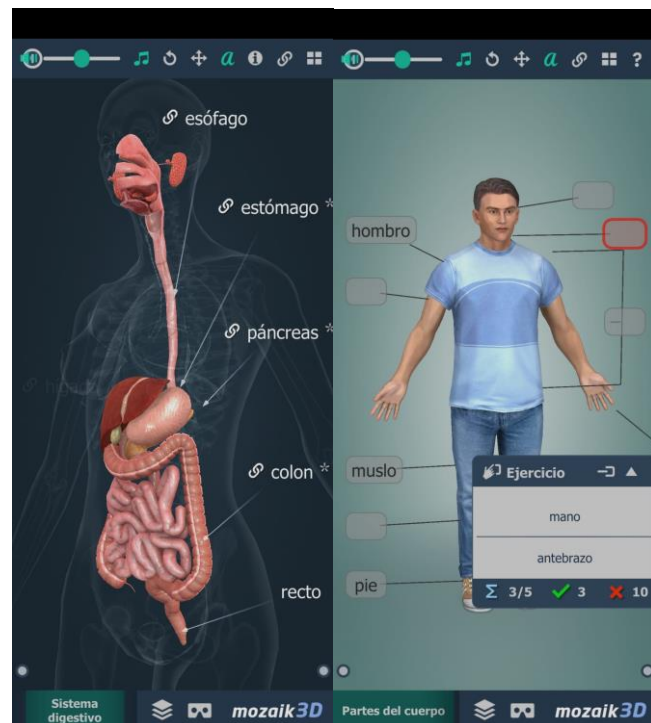 esófago
estómago *
páncreas *
híga
colon *
recto
Sistema
digestivo
mozaik3D
a
a
?
hombro
muslo
pie
Ejercicio
mano
antebrazo
Σ 3/5 3 10
Partes del cuerpo
mozaik3D